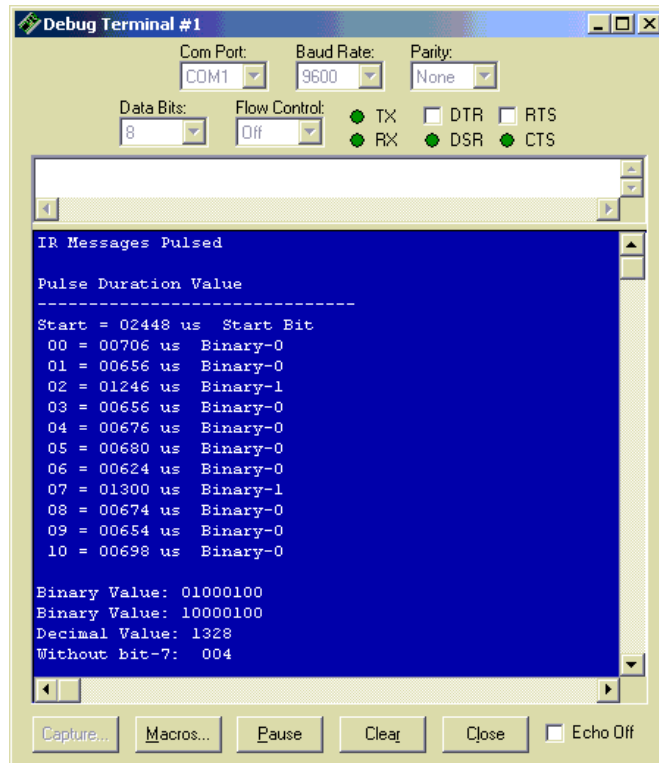 Debug Terminal #1
Com Port: Baud Rate: Parity:
COM1 9600 None
Data Bits: Flow Control: TX DTR RTS
8 Off RX DSR CTS
IR Messages Pulsed
Pulse Duration Value
-------------------------------
Start = 02448 us  Start Bit
00 = 00706 us  Binary-0
01 = 00656 us  Binary-0
02 = 01246 us  Binary-1
03 = 00656 us  Binary-0
04 = 00676 us  Binary-0
05 = 00680 us  Binary-0
06 = 00624 us  Binary-0
07 = 01300 us  Binary-1
08 = 00674 us  Binary-0
09 = 00654 us  Binary-0
10 = 00698 us  Binary-0
Binary Value: 01000100
Binary Value: 10000100
Decimal Value: 1328
Without bit-7:  004
Capture... Macros... Pause Clear Close Echo Off